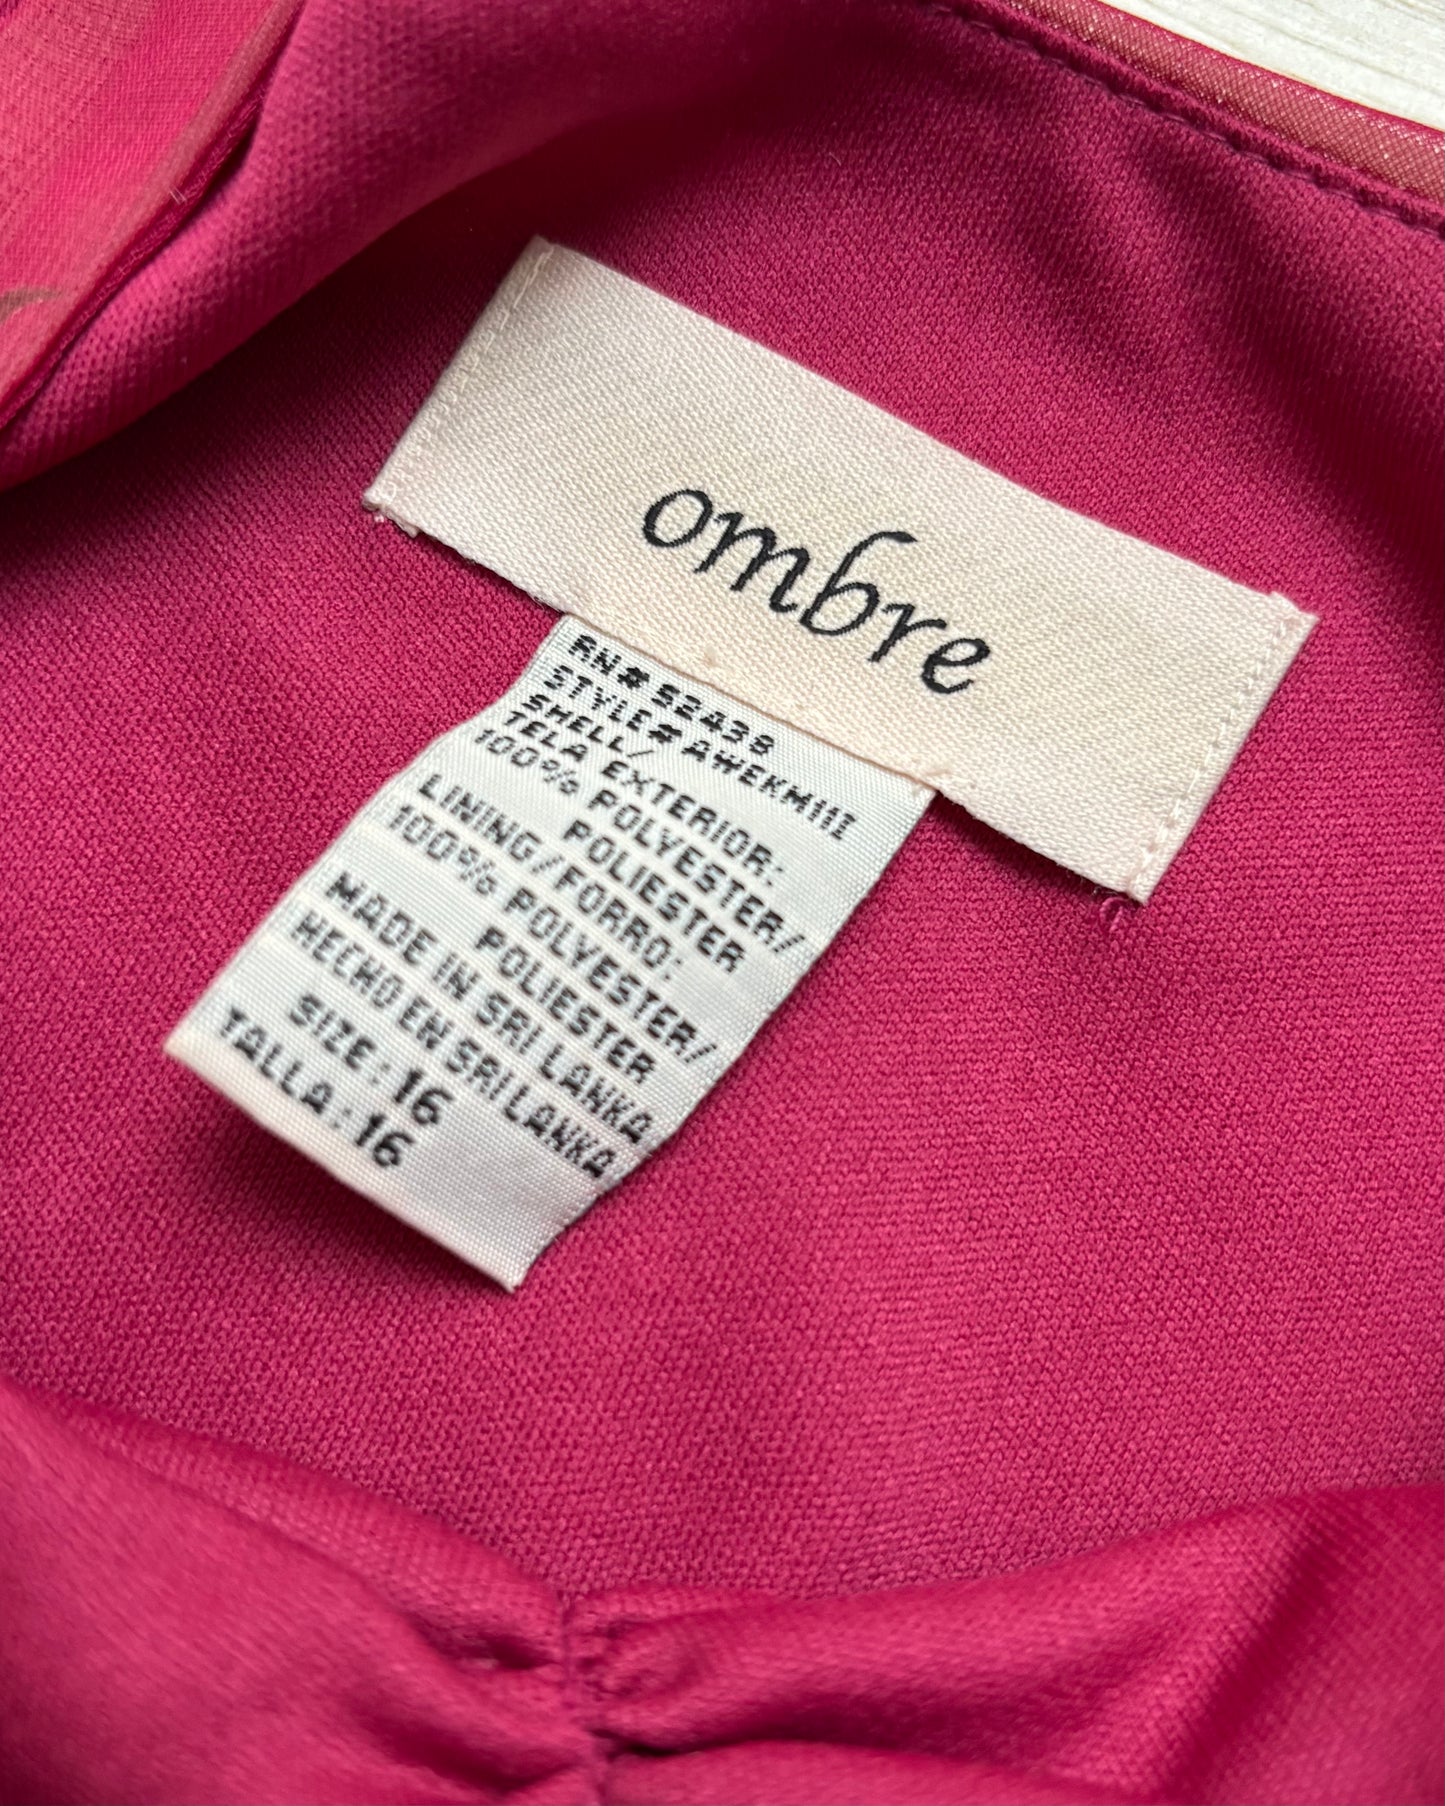 ombre
RN# 52438
STYLE# AWEKM111
SHELL/
TELA EXTERIOR:
100% POLYESTER/
POLIESTER
LINING/FORRO:
100% POLYESTER/
POLIESTER
MADE IN SRI LANKA
HECHO EN SRI LANKA
SIZE: 16
TALLA: 16